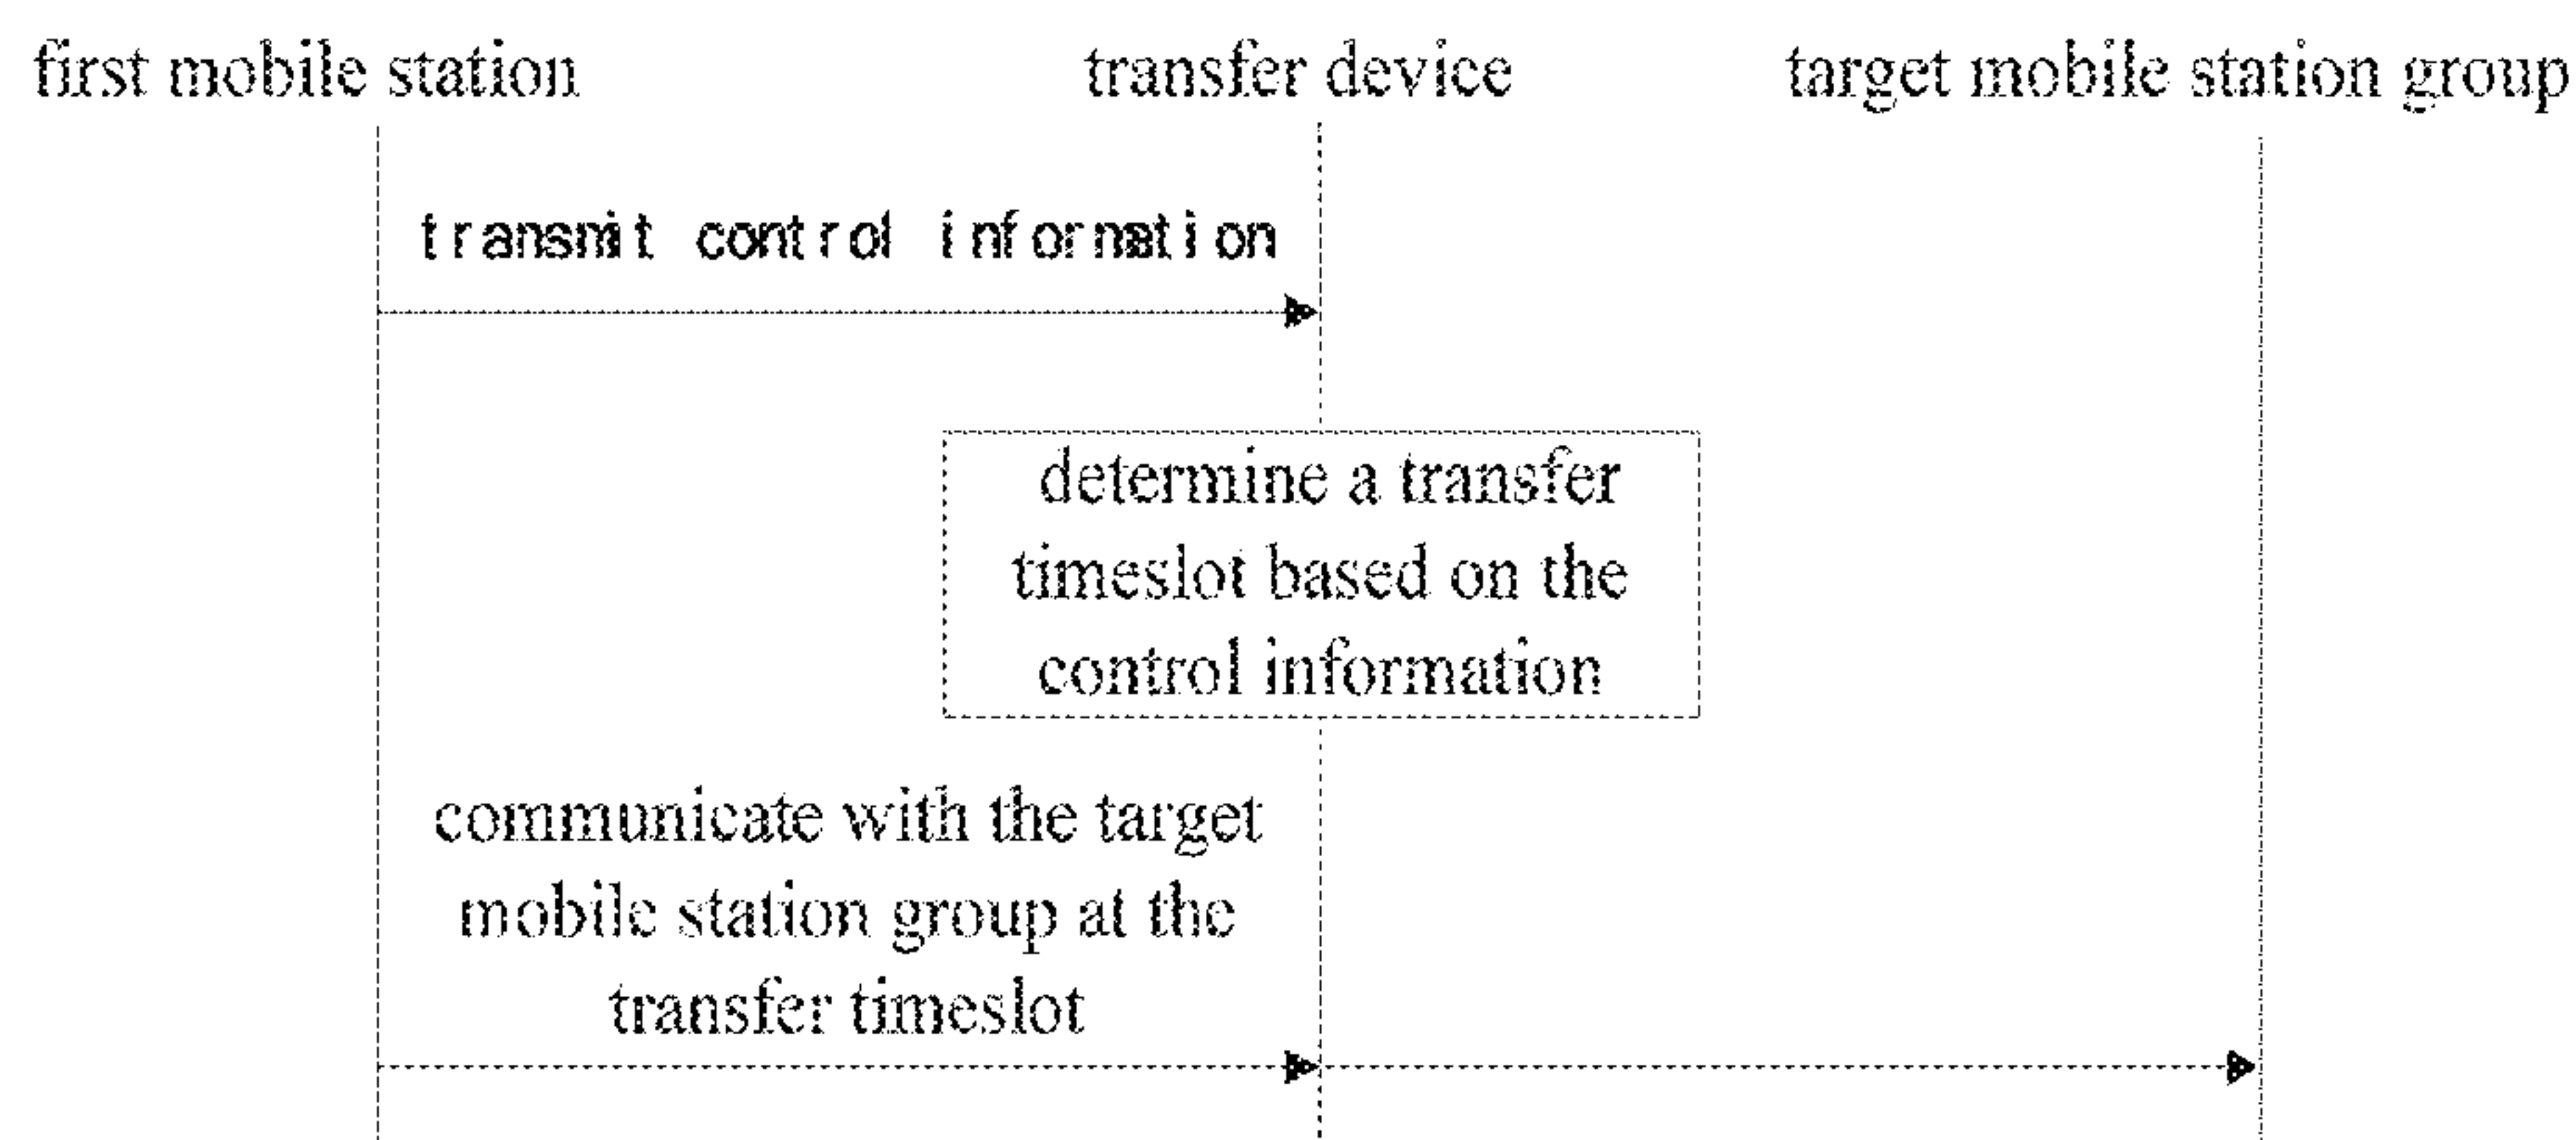 first mobile station
transfer device
target mobile station group
transmit control information
determine a transfer
timeslot based on the
control information
communicate with the target
mobile station group at the
transfer timeslot